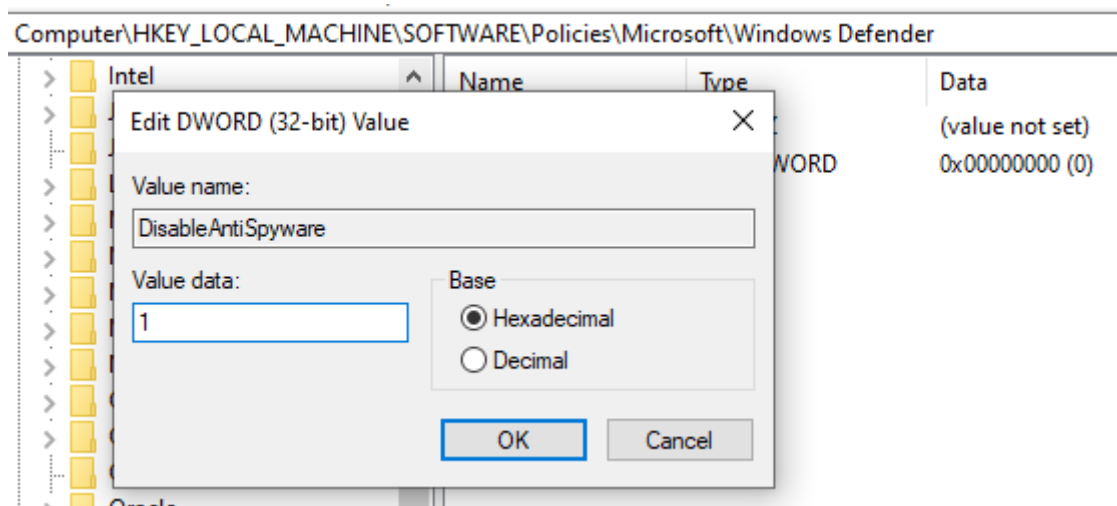 Computer\HKEY_LOCAL_MACHINE\SOFTWARE\Policies\Microsoft\Windows Defender
Intel
Name Type Data
Edit DWORD (32-bit) Value
(value not set)
0x00000000 (0)
Value name:
DisableAntiSpyware
Value data: Base
1 Hexadecimal
Decimal
OK Cancel